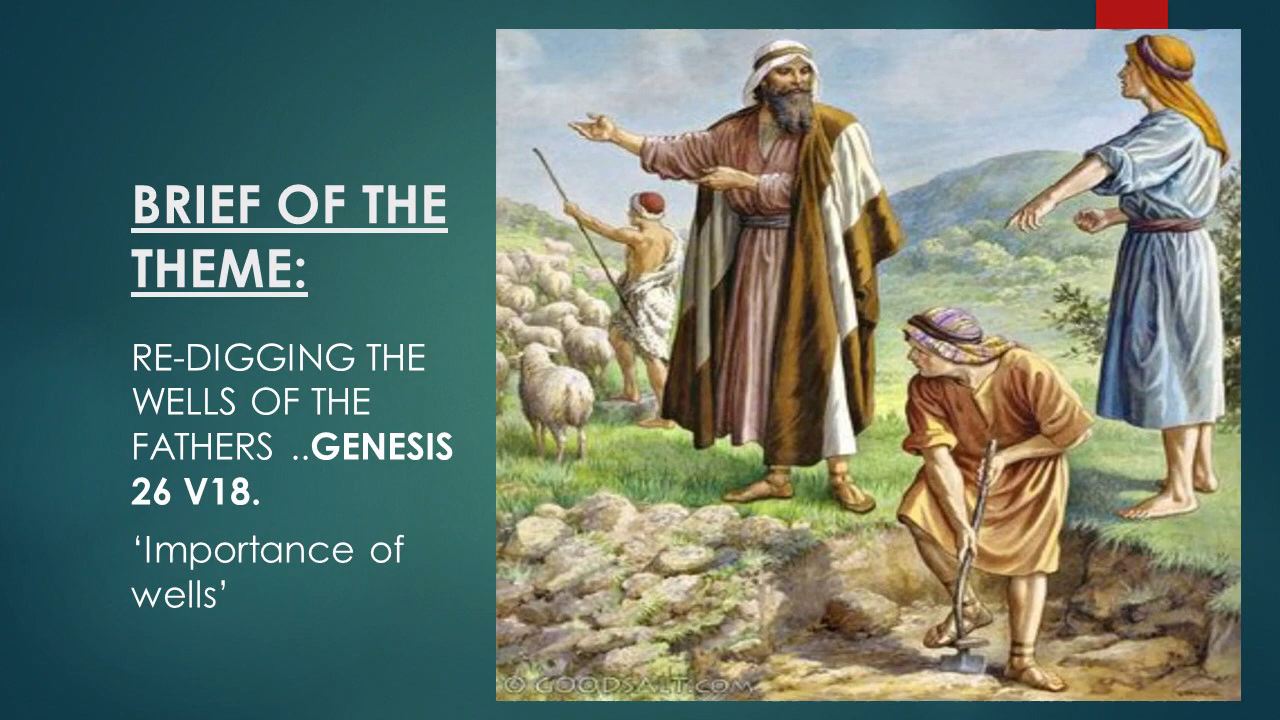 BRIEF OF THE
THEME:
RE-DIGGING THE
WELLS OF THE
FATHERS ..GENESIS
26 V18.
‘Importance of
wells’
© GOODSALT.com